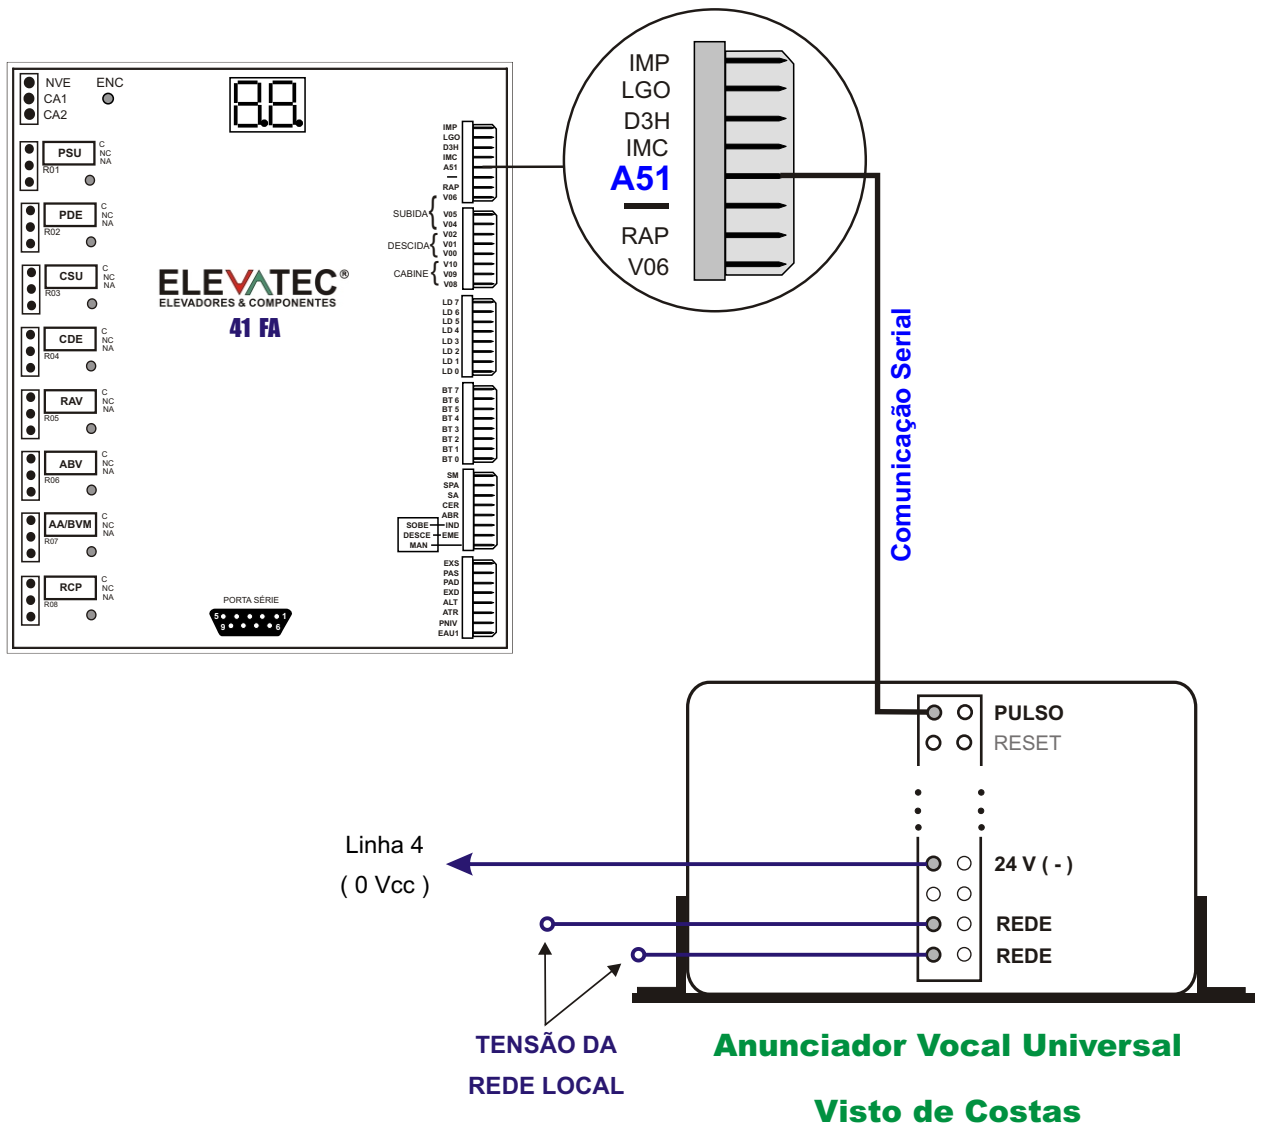 NVE
ENC
CA1
CA2
PSU
C
NC
NA
R01
PDE
C
NC
NA
R02
CSU
C
NC
NA
R03
CDE
C
NC
NA
R04
RAV
C
NC
NA
R05
ABV
C
NC
NA
R06
AA/BVM
C
NC
NA
R07
RCP
C
NC
NA
R08
ELEVATEC®
ELEVADORES & COMPONENTES
41 FA
PORTA SÉRIE
5 1
9 6
IMP
LGO
D3H
IMC
A51
RAP
V06
SUBIDA
V05
V04
V02
DESCIDA
V01
V00
V10
CABINE
V09
V08
LD 7
LD 6
LD 5
LD 4
LD 3
LD 2
LD 1
LD 0
BT 7
BT 6
BT 5
BT 4
BT 3
BT 2
BT 1
BT 0
SM
SPA
SA
CER
ABR
SOBE IND
DESCE EME
MAN
EXS
PAS
PAD
EXD
ALT
ATR
PNIV
EAU1
IMP
LGO
D3H
IMC
A51
RAP
V06
Comunicação Serial
PULSO
RESET
Linha 4
( 0 Vcc )
24 V ( - )
REDE
REDE
TENSÃO DA
REDE LOCAL
Anunciador Vocal Universal
Visto de Costas